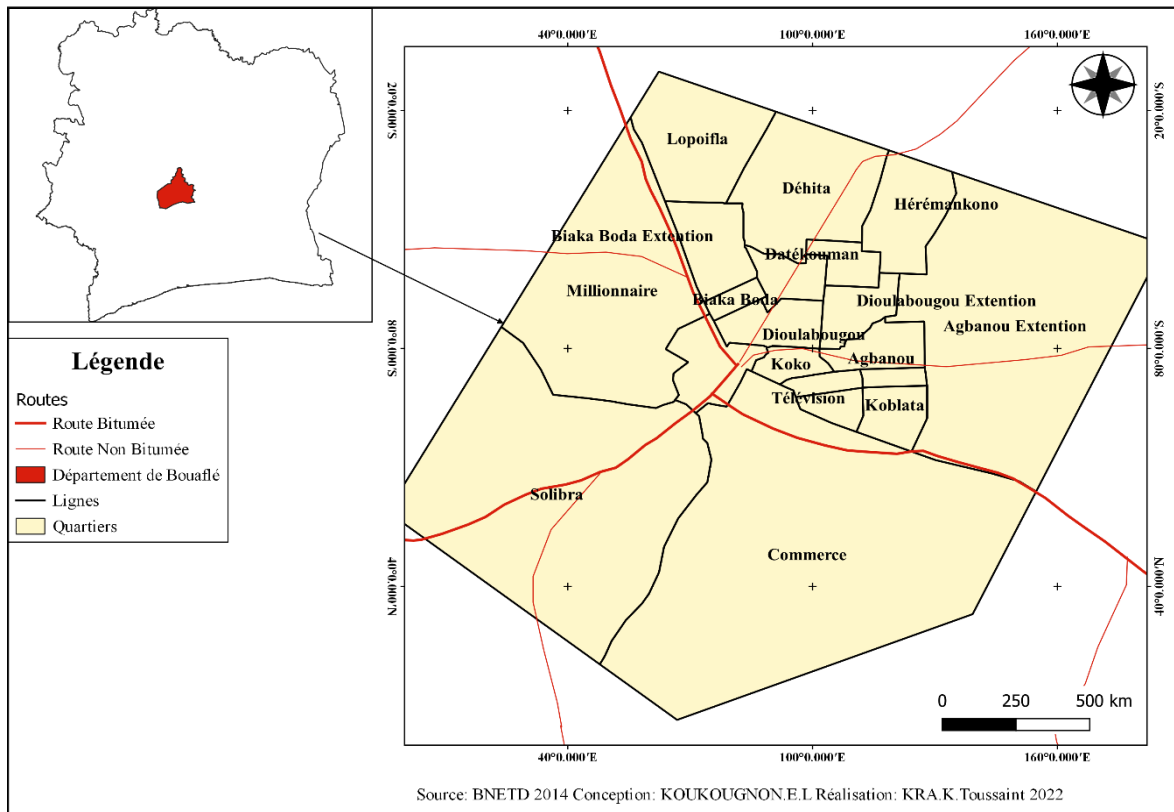 40°0.000'E 100°0.000'E 160°0.000'E
20°0.000'S
20°0.000'S
Lopoifla
Déhita
Hérémankono
Biaka Boda Extention
Datékouman
Millionnaire
Biaka Boda
Dioulabougou Extention
Agbanou Extention
Dioulabougou
80°0.000'S
80°0.000'S
Koko
Agbanou
Télévision
Koblata
Légende
Routes
Route Bitumée
Route Non Bitumée
Département de Bouaflé
Lignes
Quartiers
Solibra
Commerce
40°0.000'N
40°0.000'N
0 250 500 km
40°0.000'E 100°0.000'E 160°0.000'E
Source: BNETD 2014 Conception: KOUKOUGNON.E.L Réalisation: KRA.K.Toussaint 2022